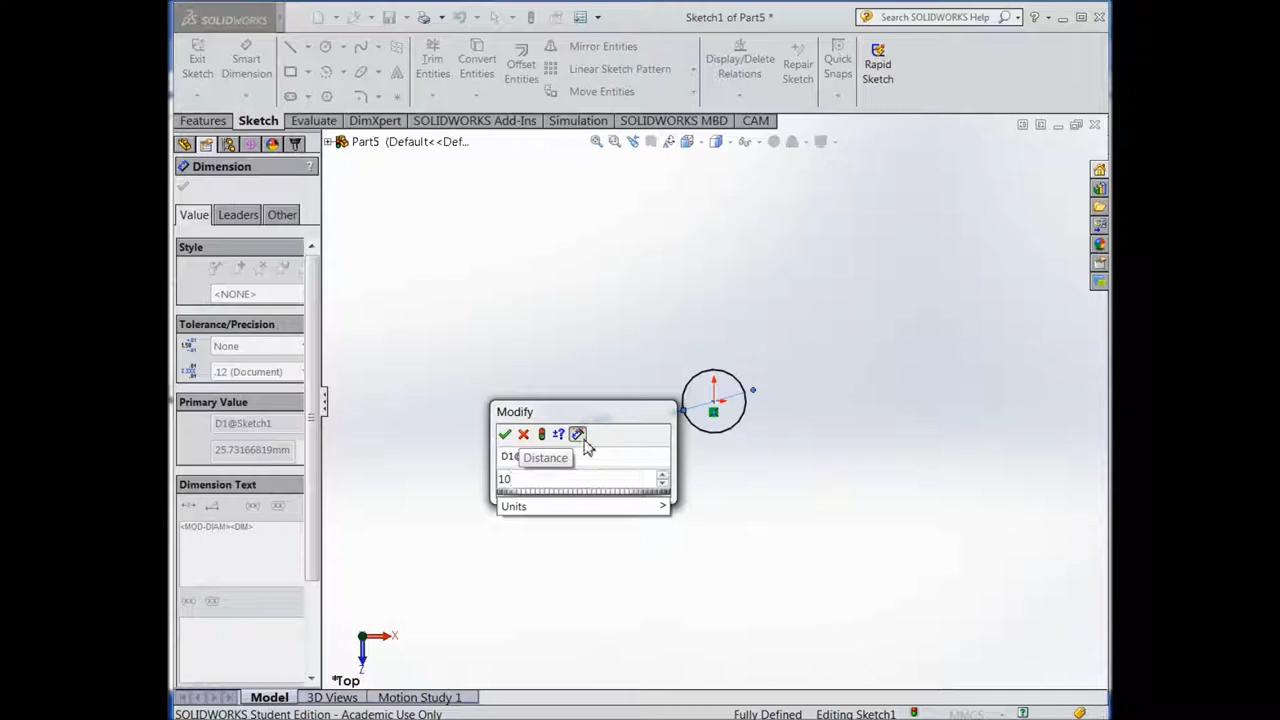 SOLIDWORKS
Sketch1 of Part5 *
Search SOLIDWORKS Help
Exit Sketch
Smart Dimension
Trim Entities
Convert Entities
Offset Entities
Mirror Entities
Linear Sketch Pattern
Move Entities
Display/Delete Relations
Repair Sketch
Quick Snaps
Rapid Sketch
Features
Sketch
Evaluate
DimXpert
SOLIDWORKS Add-Ins
Simulation
SOLIDWORKS MBD
CAM
Part5 (Default<<Def...
Dimension
?
Value
Leaders
Other
Style
<NONE>
Tolerance/Precision
None
.12 (Document)
Primary Value
D1@Sketch1
25.73166819mm
Dimension Text
<MOD-DIAM><DIM>
Modify
D1@
Distance
10
Units >
X
Z
*Top
Model
3D Views
Motion Study 1
SOLIDWORKS Student Edition - Academic Use Only
Fully Defined
Editing Sketch1
MMGS